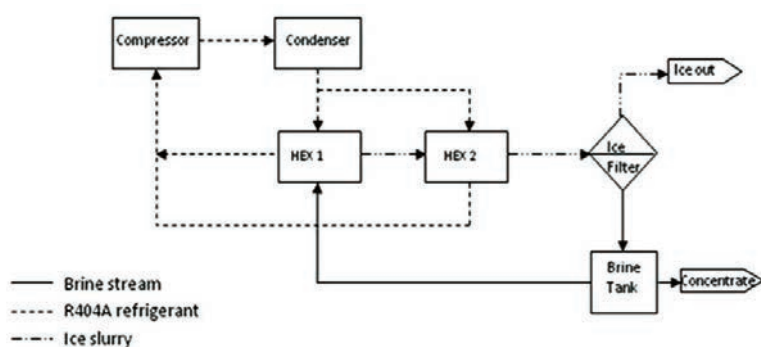 Compressor
Condenser
Ice out
HEX 1
HEX 2
Ice
Filter
Brine
Tank
Concentrate
Brine stream
R404A refrigerant
Ice slurry